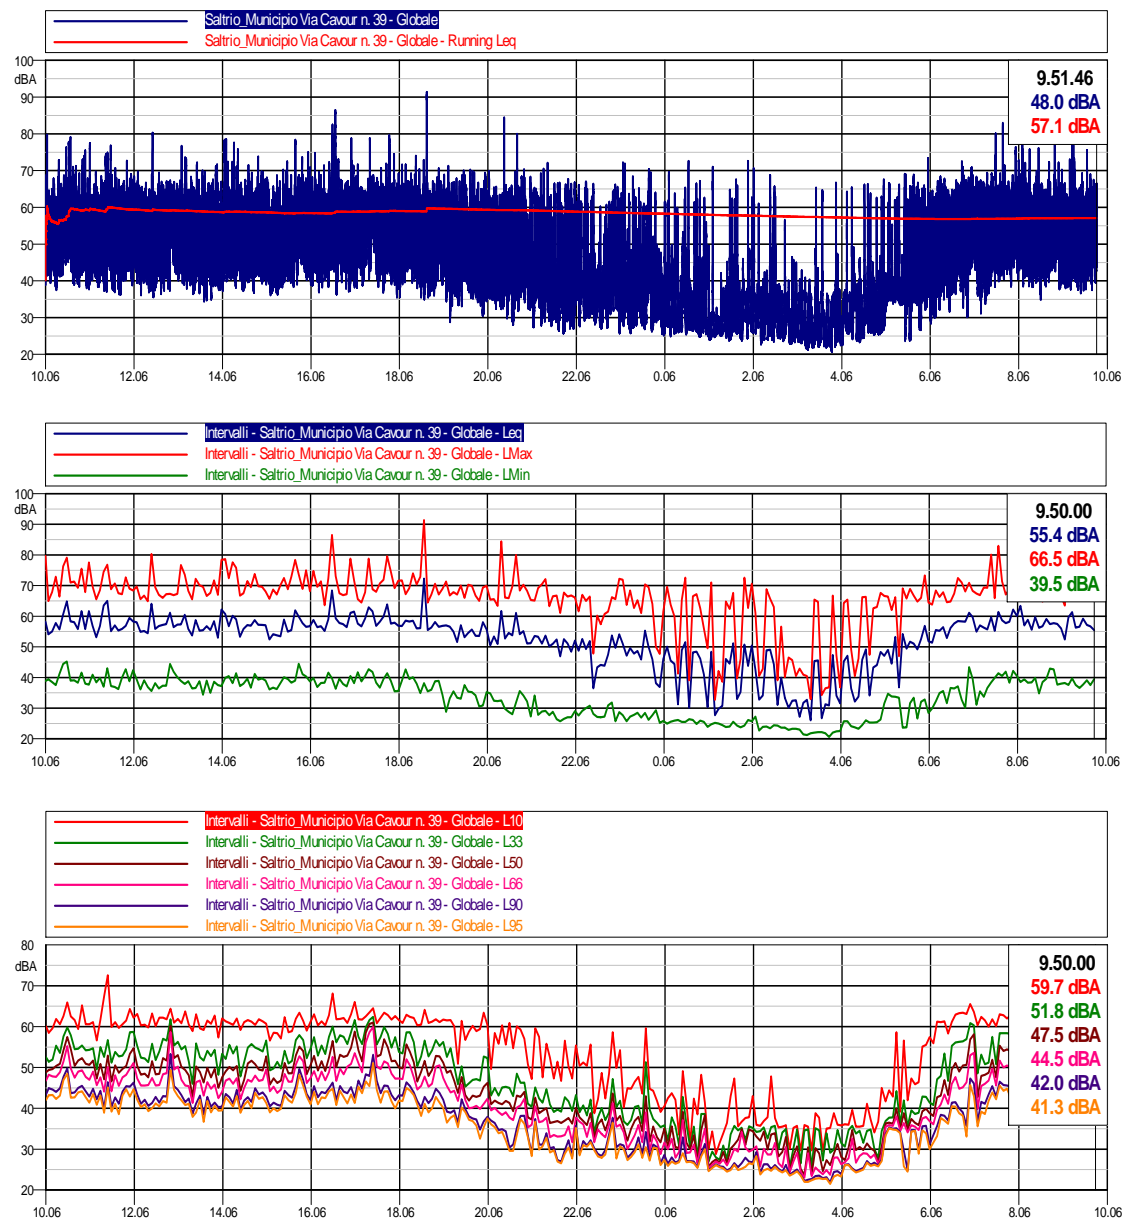 Saltrio_Municipio Via Cavour n. 39 - Globale
Saltrio_Municipio Via Cavour n. 39 - Globale - Running Leq
100
dBA
90
80
70
60
50
40
30
20
9.51.46
48.0 dBA
57.1 dBA
10.06 12.06 14.06 16.06 18.06 20.06 22.06 0.06 2.06 4.06 6.06 8.06 10.06
Intervalli - Saltrio_Municipio Via Cavour n. 39 - Globale - Leq
Intervalli - Saltrio_Municipio Via Cavour n. 39 - Globale - LMax
Intervalli - Saltrio_Municipio Via Cavour n. 39 - Globale - LMin
100
dBA
90
80
70
60
50
40
30
20
9.50.00
55.4 dBA
66.5 dBA
39.5 dBA
10.06 12.06 14.06 16.06 18.06 20.06 22.06 0.06 2.06 4.06 6.06 8.06 10.06
Intervalli - Saltrio_Municipio Via Cavour n. 39 - Globale - L10
Intervalli - Saltrio_Municipio Via Cavour n. 39 - Globale - L33
Intervalli - Saltrio_Municipio Via Cavour n. 39 - Globale - L50
Intervalli - Saltrio_Municipio Via Cavour n. 39 - Globale - L66
Intervalli - Saltrio_Municipio Via Cavour n. 39 - Globale - L90
Intervalli - Saltrio_Municipio Via Cavour n. 39 - Globale - L95
80
dBA
70
60
50
40
30
20
9.50.00
59.7 dBA
51.8 dBA
47.5 dBA
44.5 dBA
42.0 dBA
41.3 dBA
10.06 12.06 14.06 16.06 18.06 20.06 22.06 0.06 2.06 4.06 6.06 8.06 10.06